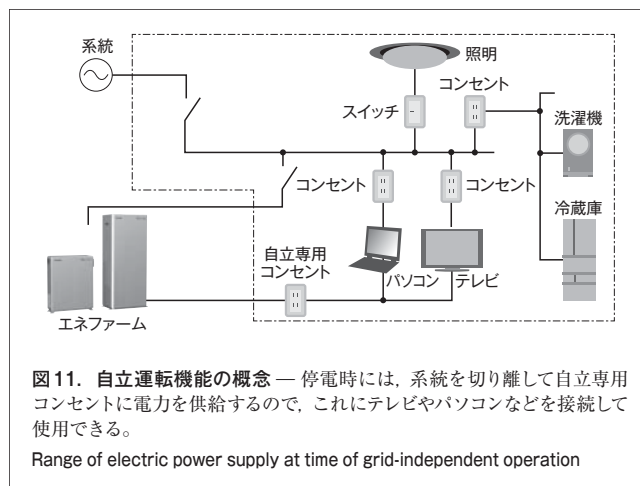 系統
照明
コンセント
スイッチ
洗濯機
コンセント
コンセント
冷蔵庫
自立専用
コンセント
パソコン
テレビ
エネファーム
図11. 自立運転機能の概念 — 停電時には，系統を切り離して自立専用
コンセントに電力を供給するので，これにテレビやパソコンなどを接続して
使用できる。
Range of electric power supply at time of grid-independent operation